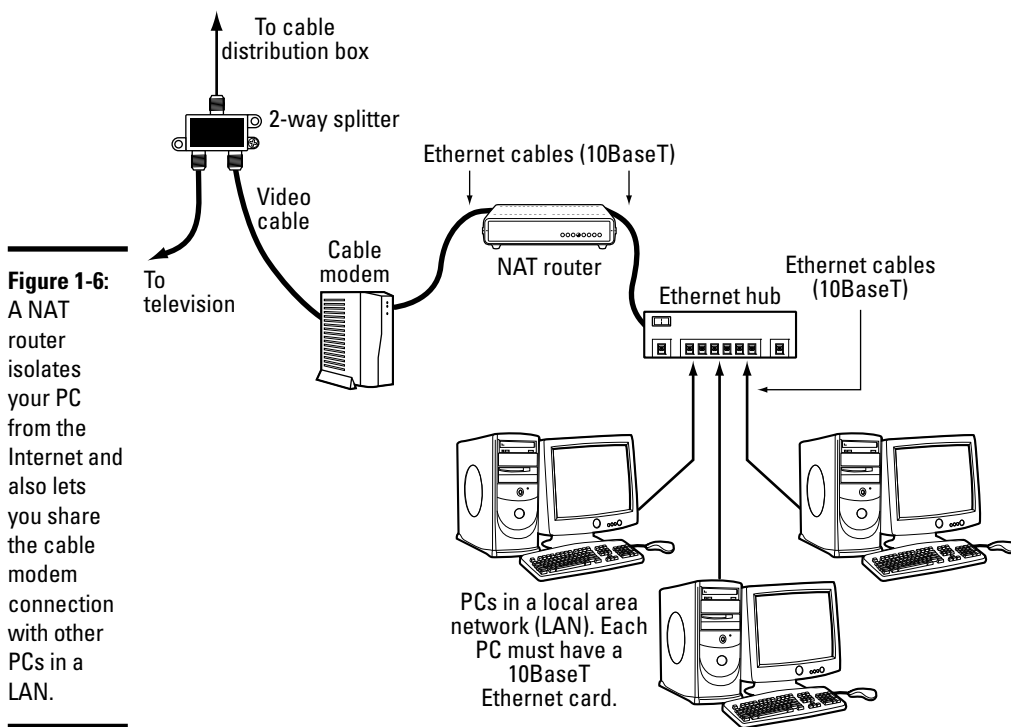 To cable
distribution box
2-way splitter
Ethernet cables (10BaseT)
Video
cable
Cable
modem
NAT router
To
television
Ethernet hub
Ethernet cables
(10BaseT)
Figure 1-6:
A NAT
router
isolates
your PC
from the
Internet and
also lets
you share
the cable
modem
connection
with other
PCs in a
LAN.
PCs in a local area
network (LAN). Each
PC must have a
10BaseT
Ethernet card.